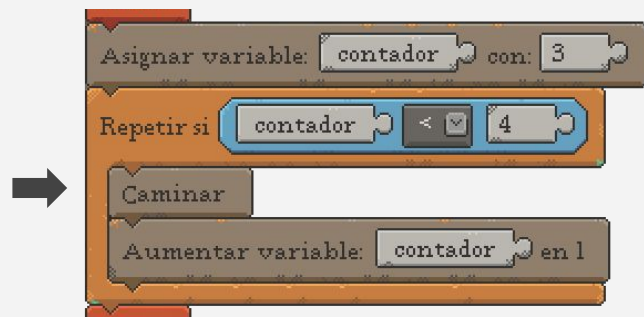 Asignar variable: contador con: 3
Repetir si contador < 4
Caminar
Aumentar variable: contador en 1